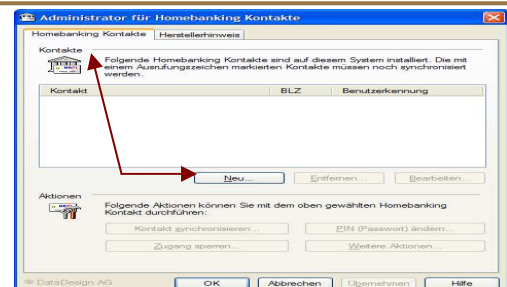 Administrator für Homebanking Kontakte
Homebanking Kontakte Herstellerhinweis
Kontakte
Folgende Homebanking Kontakte sind auf diesem System installiert. Die mit
einem Ausrufungszeichen markierten Kontakte müssen noch synchronisiert
werden.
Kontakt BLZ Benutzerkennung
Neu... Entfernen... Bearbeiten...
Aktionen
Folgende Aktionen können Sie mit dem oben gewählten Homebanking
Kontakt durchführen:
Kontakt synchronisieren... PIN (Passwort) ändern...
Zugang sperren... Weitere Aktionen...
© DataDesign AG OK Abbrechen Übernehmen Hilfe